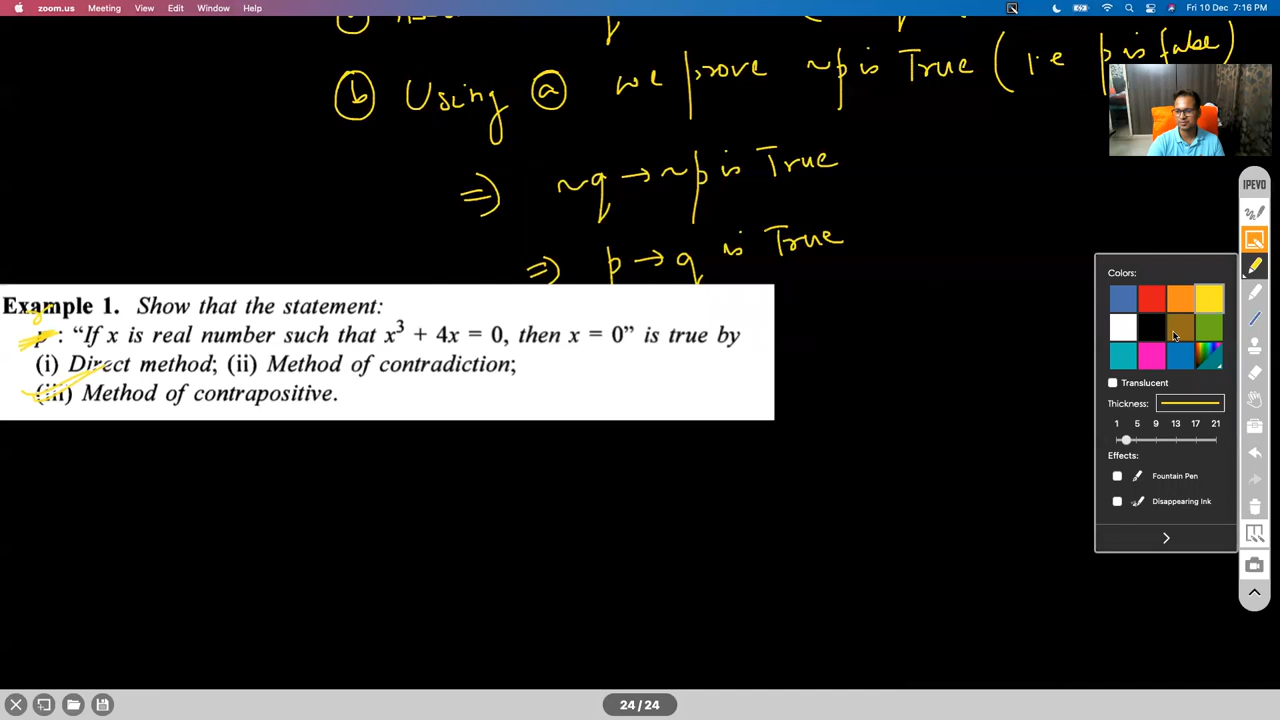 zoom.us Meeting View Edit Window Help Fri 10 Dec 7:16 PM
b Using a we prove ~p is True (i.e p is false)
IPEVO
=> ~q → ~p is True
=> p → q is True
Colors:
Example 1. Show that the statement:
: "If x is real number such that x³ + 4x = 0, then x = 0" is true by
(i) Direct method; (ii) Method of contradiction;
(iii) Method of contrapositive.
Translucent
Thickness:
1 5 9 13 17 21
Effects:
Fountain Pen
Disappearing Ink
24 / 24